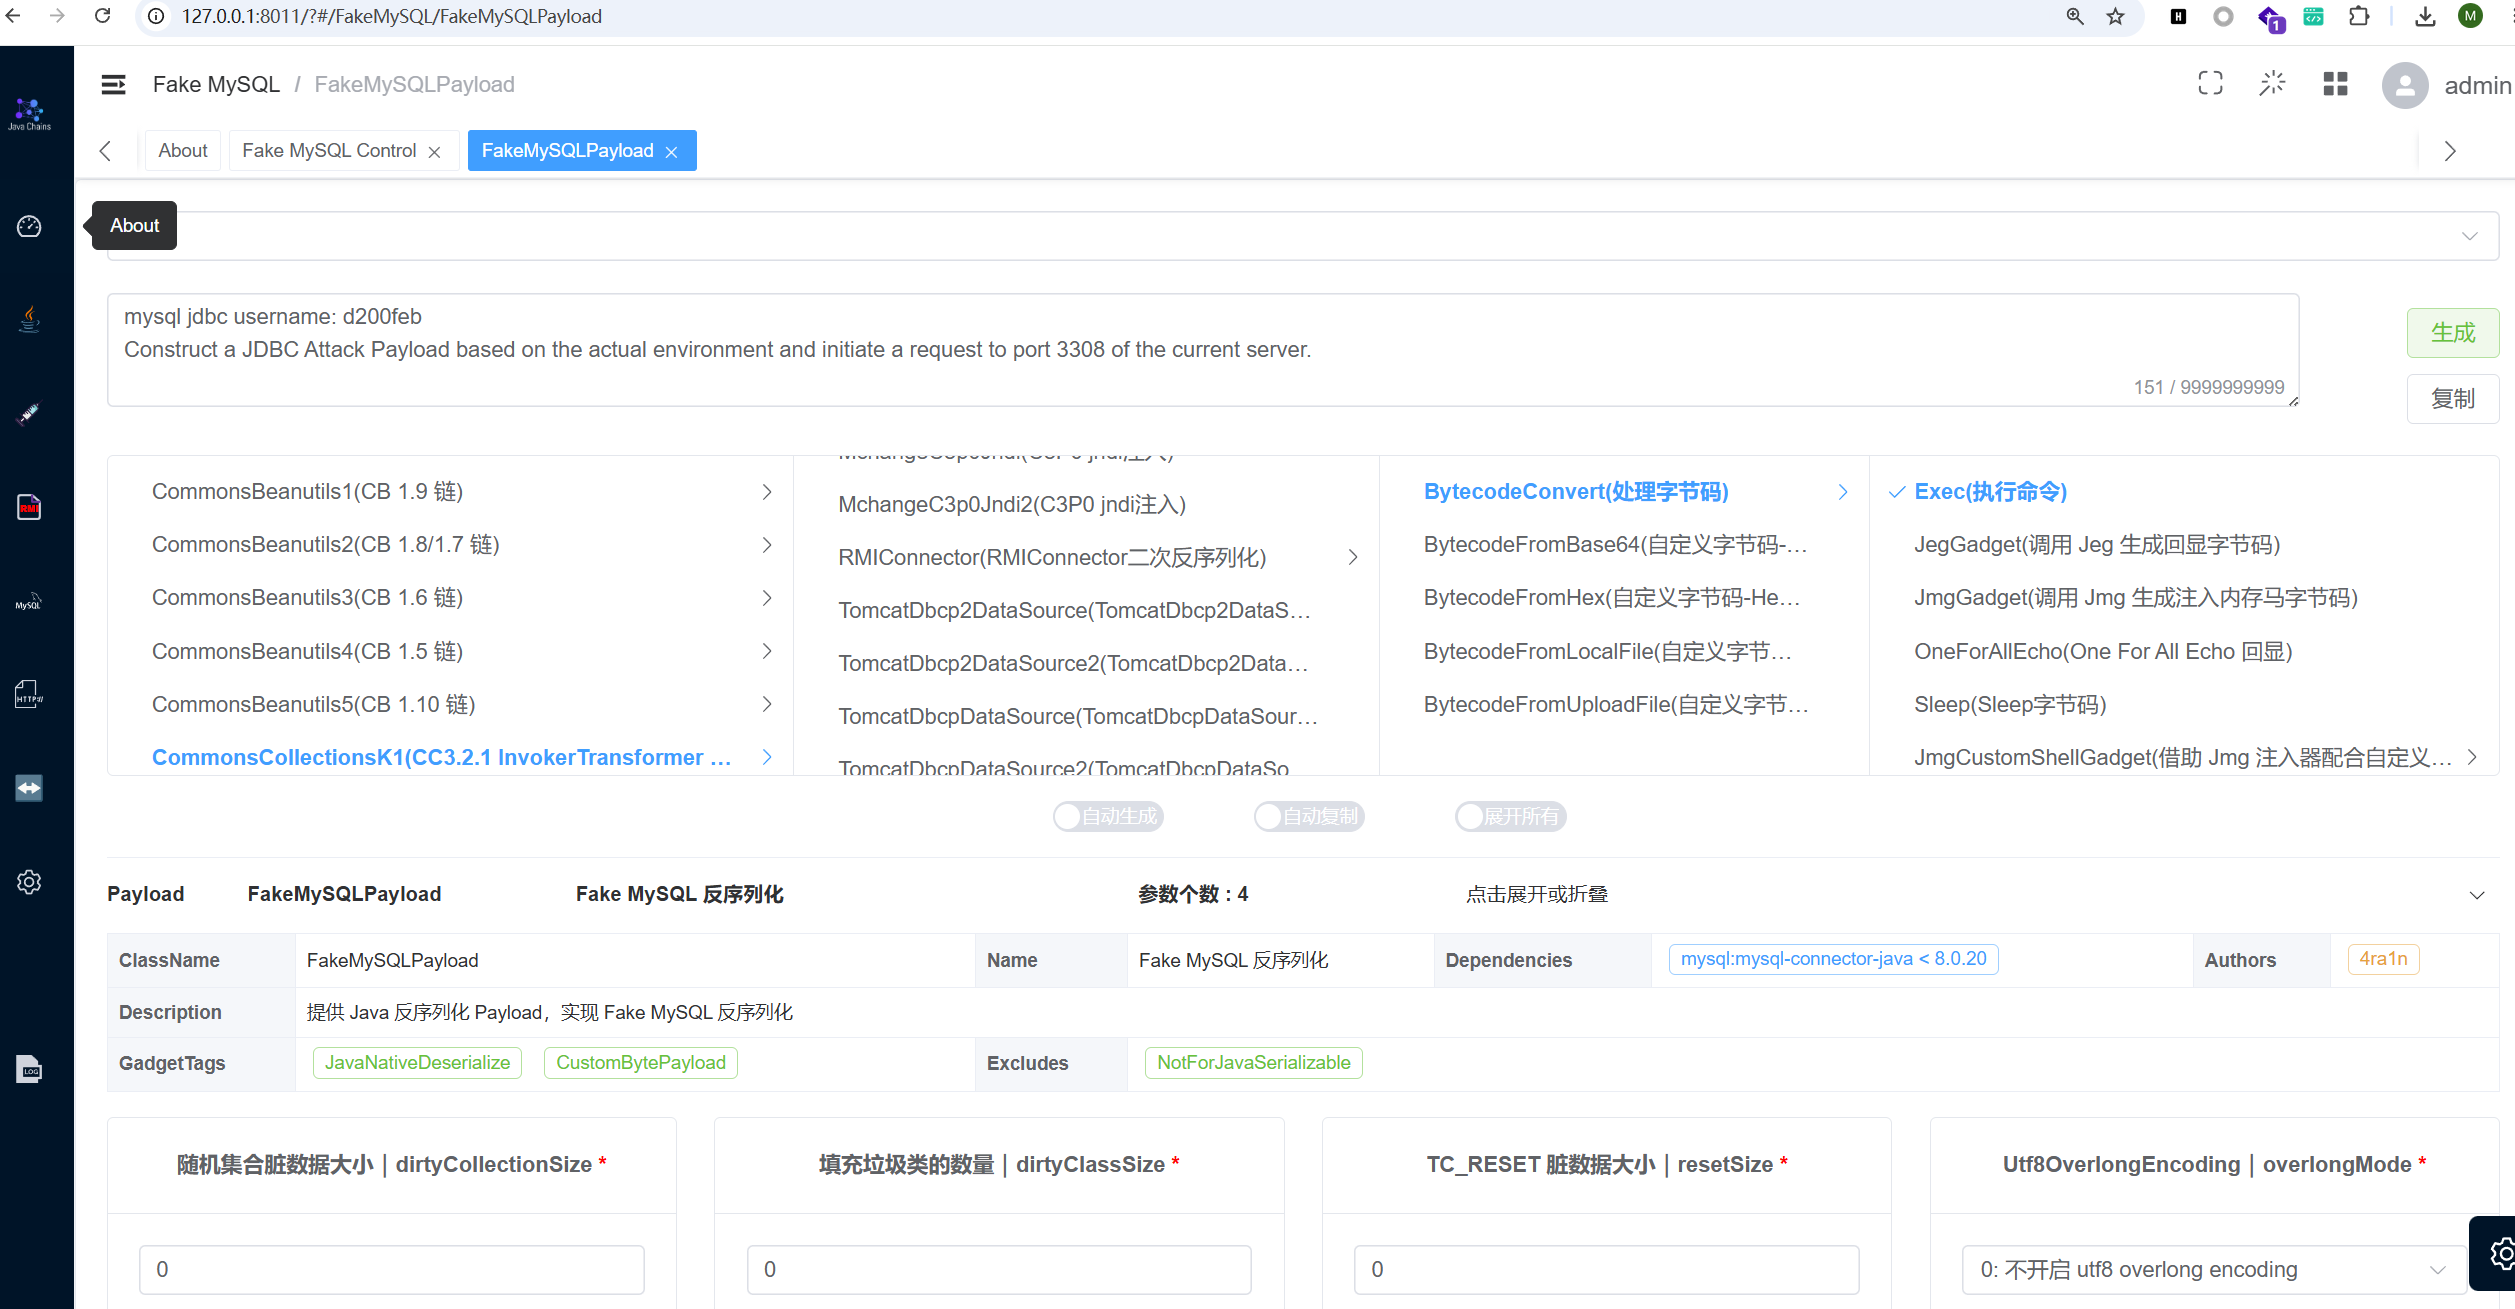 127.0.0.1:8011/?#/FakeMySQL/FakeMySQLPayload
H
1
M
Java Chains
Fake MySQL / FakeMySQLPayload
admin
About
Fake MySQL Control
FakeMySQLPayload
About
mysql jdbc username: d200feb
Construct a JDBC Attack Payload based on the actual environment and initiate a request to port 3308 of the current server.
151 / 9999999999
生成
复制
RMI
MySQL
HTTP://
LOG
CommonsBeanutils1(CB 1.9 链)
CommonsBeanutils2(CB 1.8/1.7 链)
CommonsBeanutils3(CB 1.6 链)
CommonsBeanutils4(CB 1.5 链)
CommonsBeanutils5(CB 1.10 链)
CommonsCollectionsK1(CC3.2.1 InvokerTransformer ...
MchangeC3p0Jndi(C3P0 jndi注入)
MchangeC3p0Jndi2(C3P0 jndi注入)
RMIConnector(RMIConnector二次反序列化)
TomcatDbcp2DataSource(TomcatDbcp2DataS...
TomcatDbcp2DataSource2(TomcatDbcp2Data...
TomcatDbcpDataSource(TomcatDbcpDataSour...
TomcatDbcpDataSource2(TomcatDbcpDataSo
BytecodeConvert(处理字节码)
BytecodeFromBase64(自定义字节码-...
BytecodeFromHex(自定义字节码-He...
BytecodeFromLocalFile(自定义字节...
BytecodeFromUploadFile(自定义字节...
Exec(执行命令)
JegGadget(调用 Jeg 生成回显字节码)
JmgGadget(调用 Jmg 生成注入内存马字节码)
OneForAllEcho(One For All Echo 回显)
Sleep(Sleep字节码)
JmgCustomShellGadget(借助 Jmg 注入器配合自定义...
自动生成
自动复制
展开所有
Payload
FakeMySQLPayload
Fake MySQL 反序列化
参数个数 : 4
点击展开或折叠
ClassName
FakeMySQLPayload
Name
Fake MySQL 反序列化
Dependencies
mysql:mysql-connector-java < 8.0.20
Authors
4ra1n
Description
提供 Java 反序列化 Payload，实现 Fake MySQL 反序列化
GadgetTags
JavaNativeDeserialize
CustomBytePayload
Excludes
NotForJavaSerializable
随机集合脏数据大小 | dirtyCollectionSize *
填充垃圾类的数量 | dirtyClassSize *
TC_RESET 脏数据大小 | resetSize *
Utf8OverlongEncoding | overlongMode *
0
0
0
0: 不开启 utf8 overlong encoding